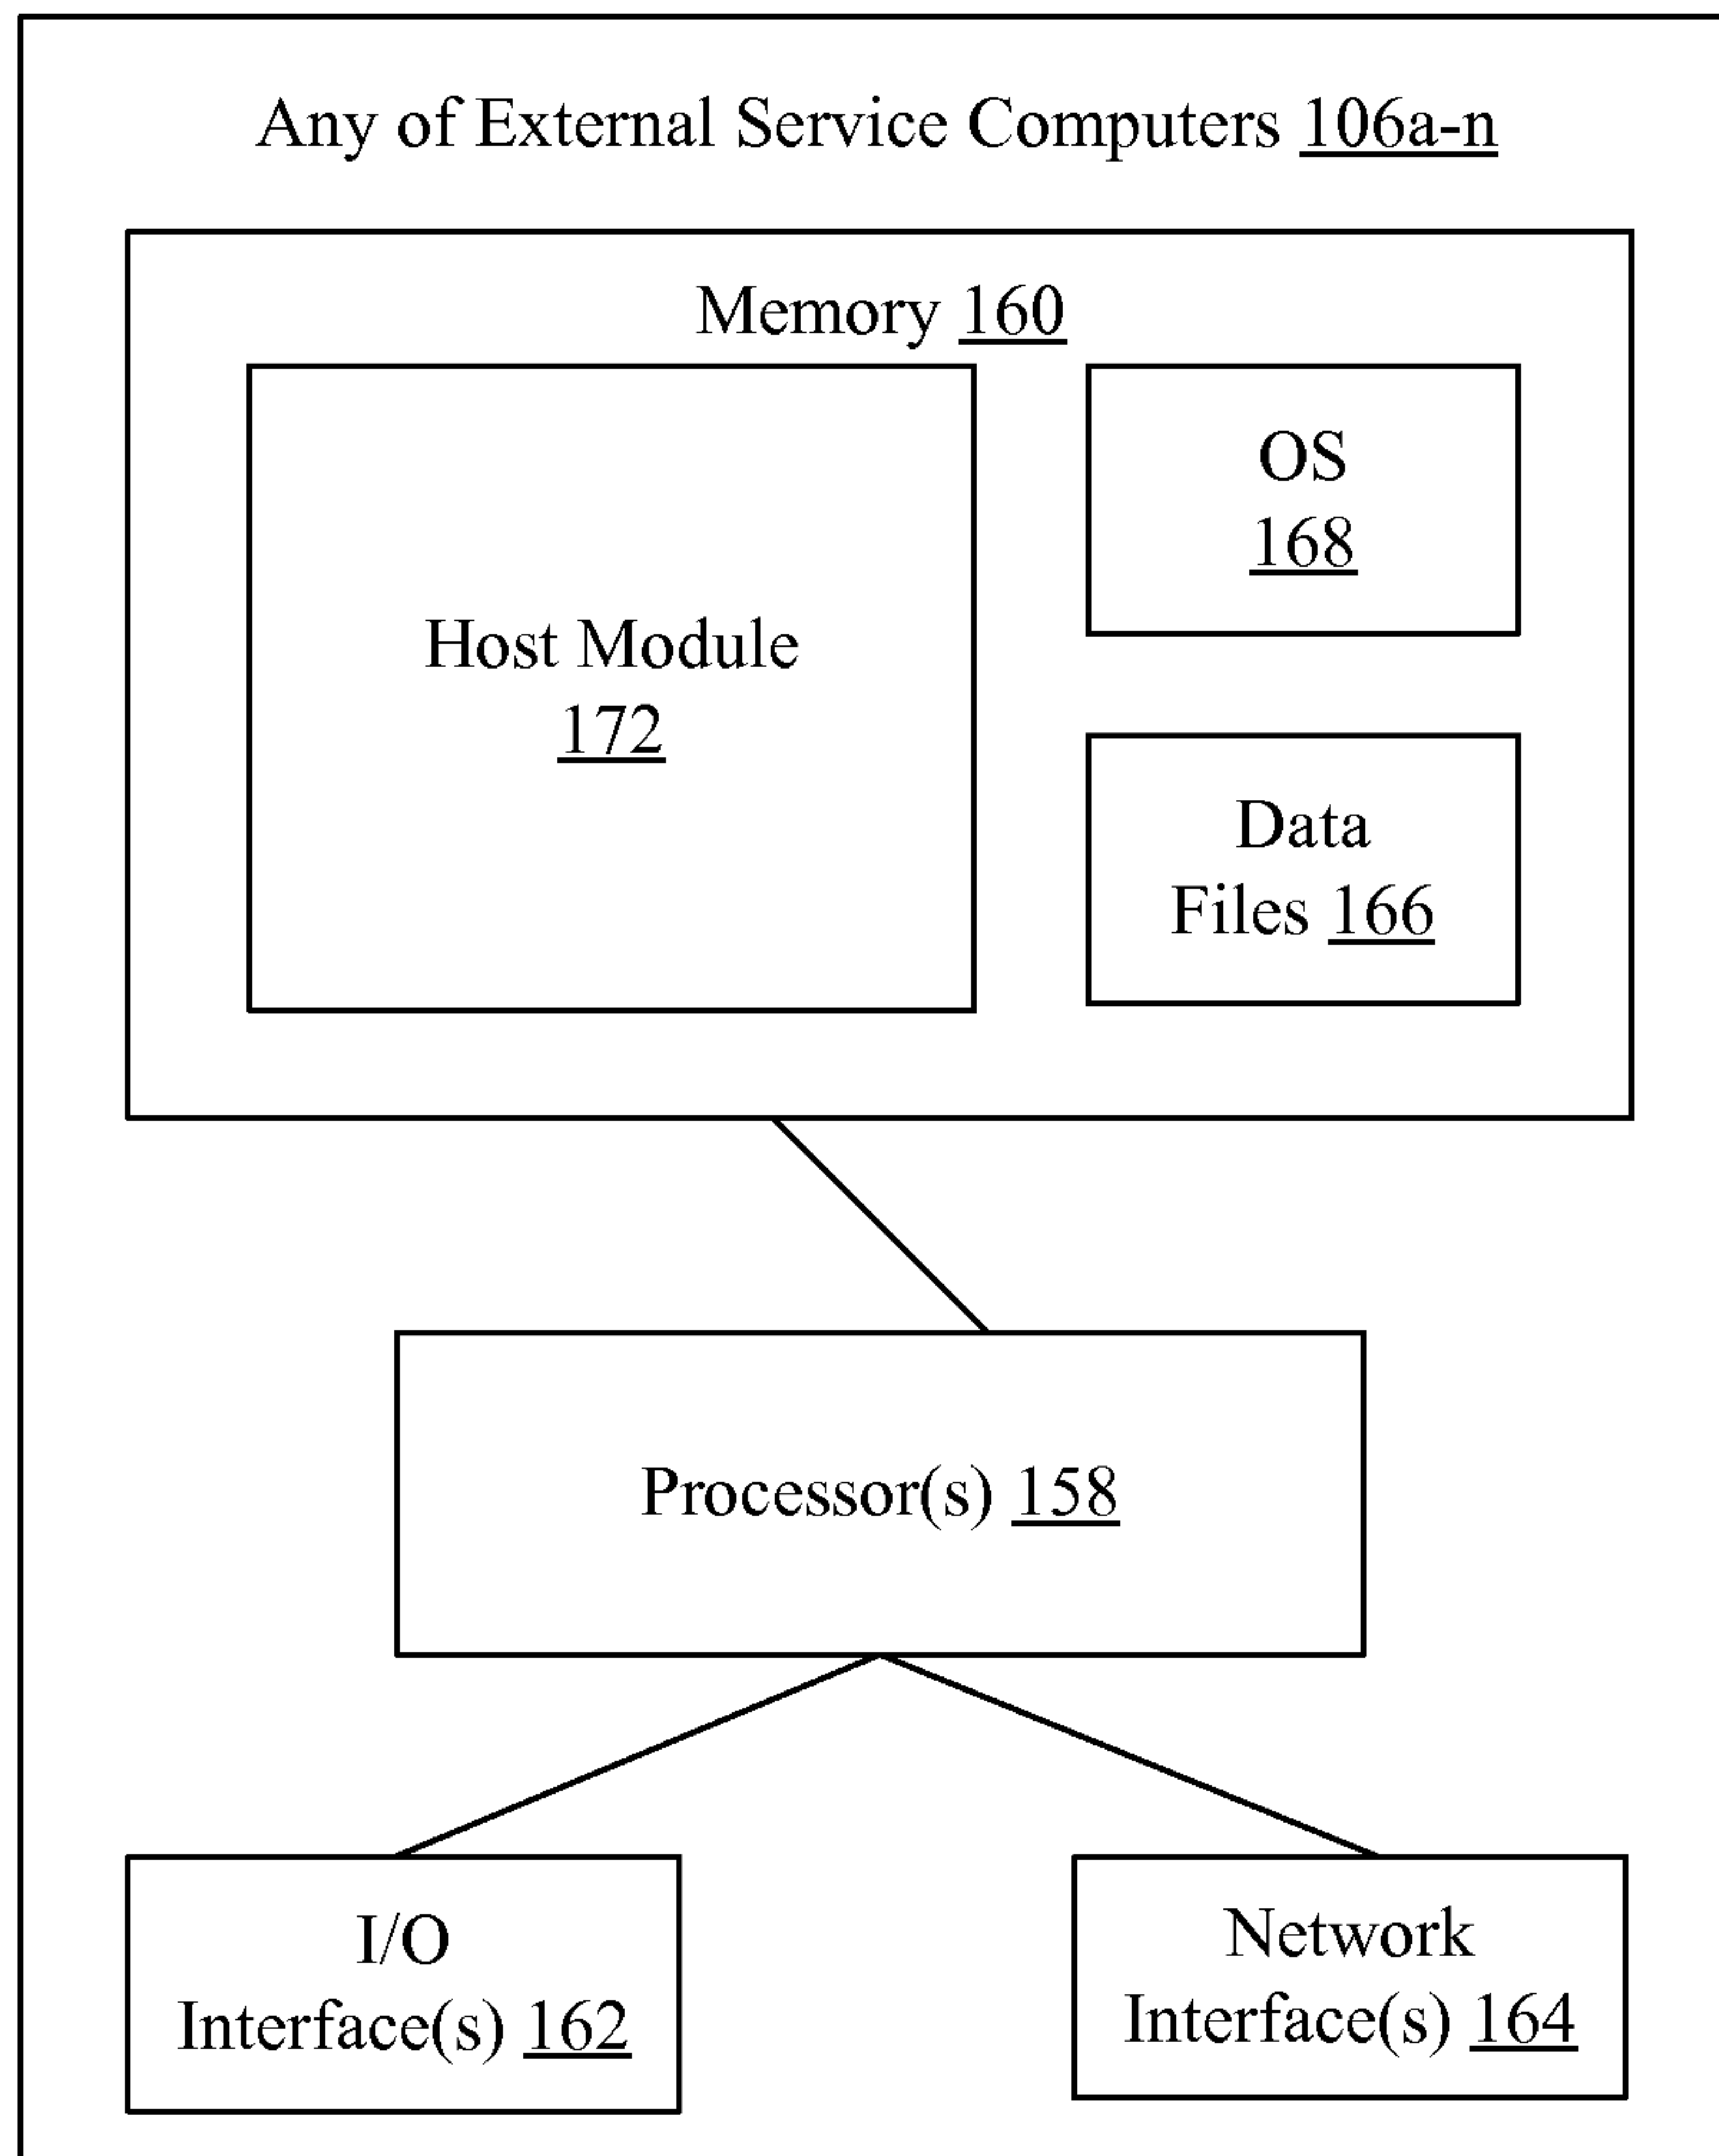 Any of External Service Computers 106a-n
Memory 160
Host Module
172
OS
168
Data
Files 166
Processor(s) 158
I/O
Interface(s) 162
Network
Interface(s) 164